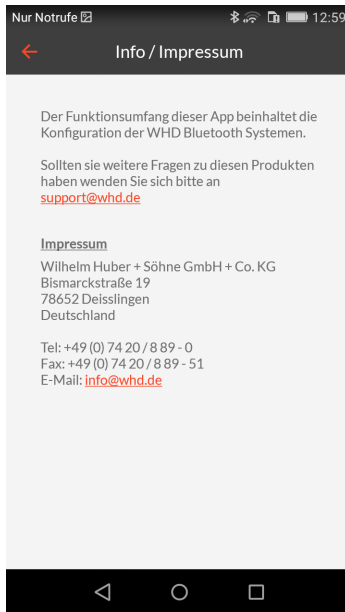 Nur Notrufe 12:59
Info / Impressum
Der Funktionsumfang dieser App beinhaltet die
Konfiguration der WHD Bluetooth Systemen.
Sollten sie weitere Fragen zu diesen Produkten
haben wenden Sie sich bitte an
support@whd.de
Impressum
Wilhelm Huber + Söhne GmbH + Co. KG
Bismarckstraße 19
78652 Deisslingen
Deutschland
Tel: +49 (0) 74 20 / 8 89 - 0
Fax: +49 (0) 74 20 / 8 89 - 51
E-Mail: info@whd.de